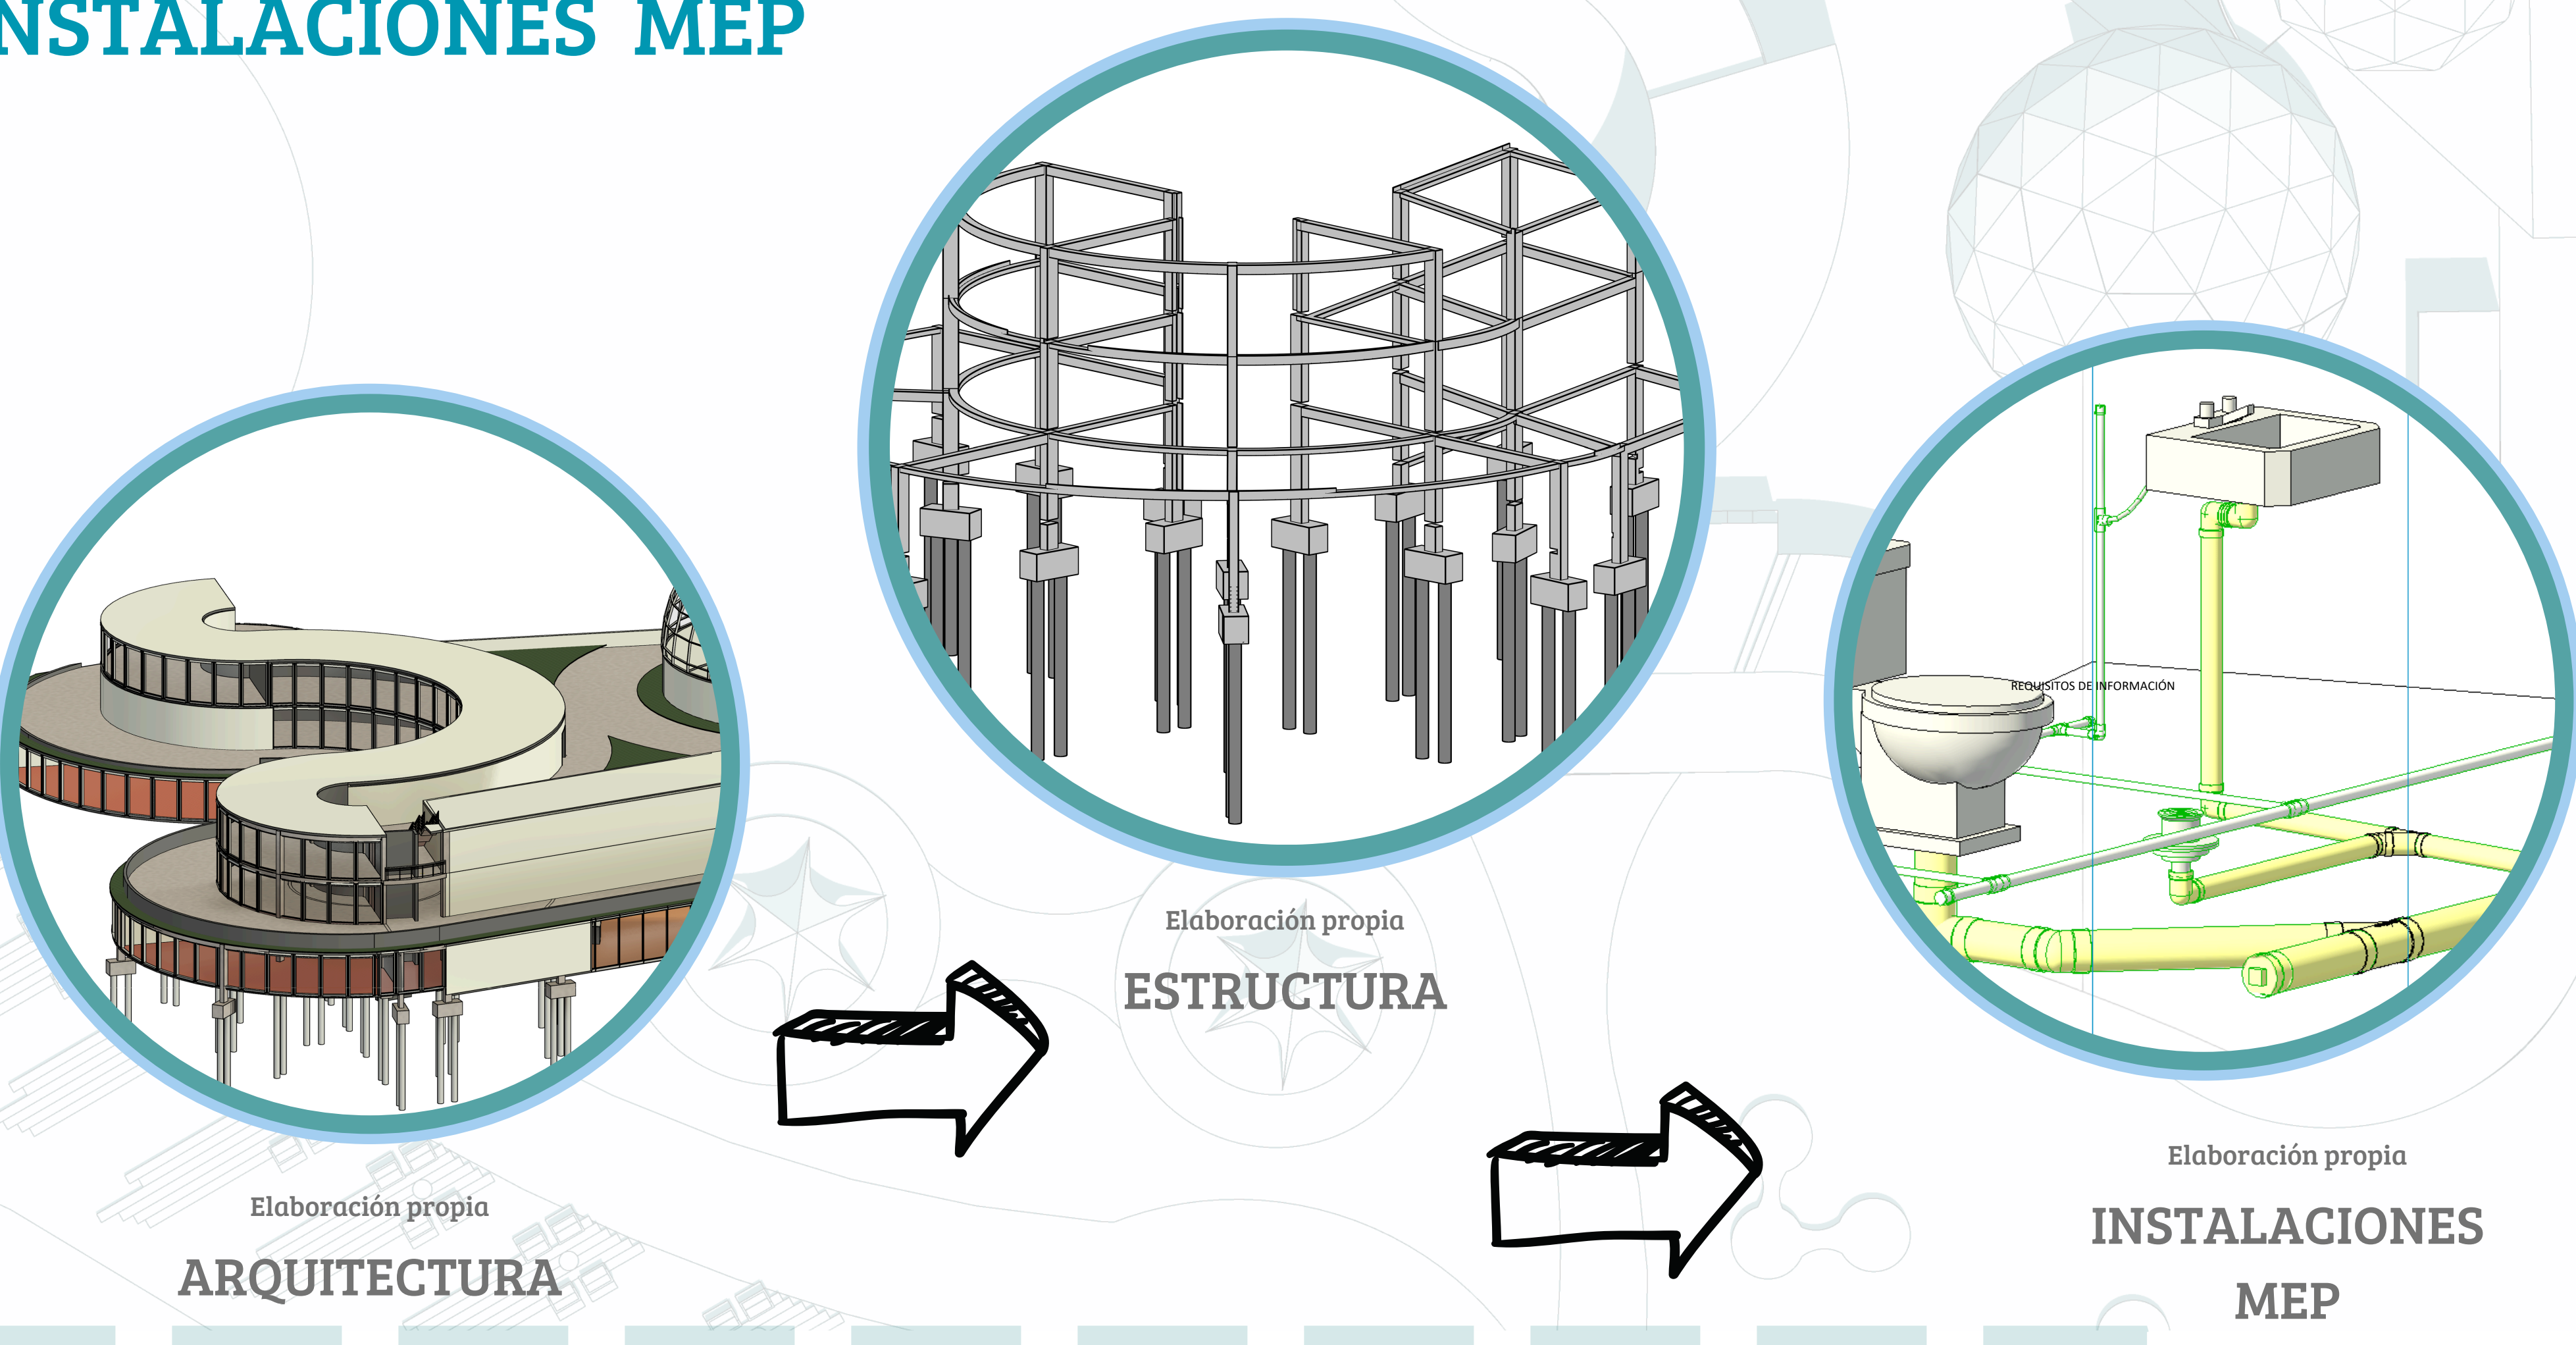 NSTALACIONES MEP
REQUISITOS DE INFORMACIÓN
Elaboración propia
ESTRUCTURA
Elaboración propia
ARQUITECTURA
Elaboración propia
INSTALACIONES
MEP